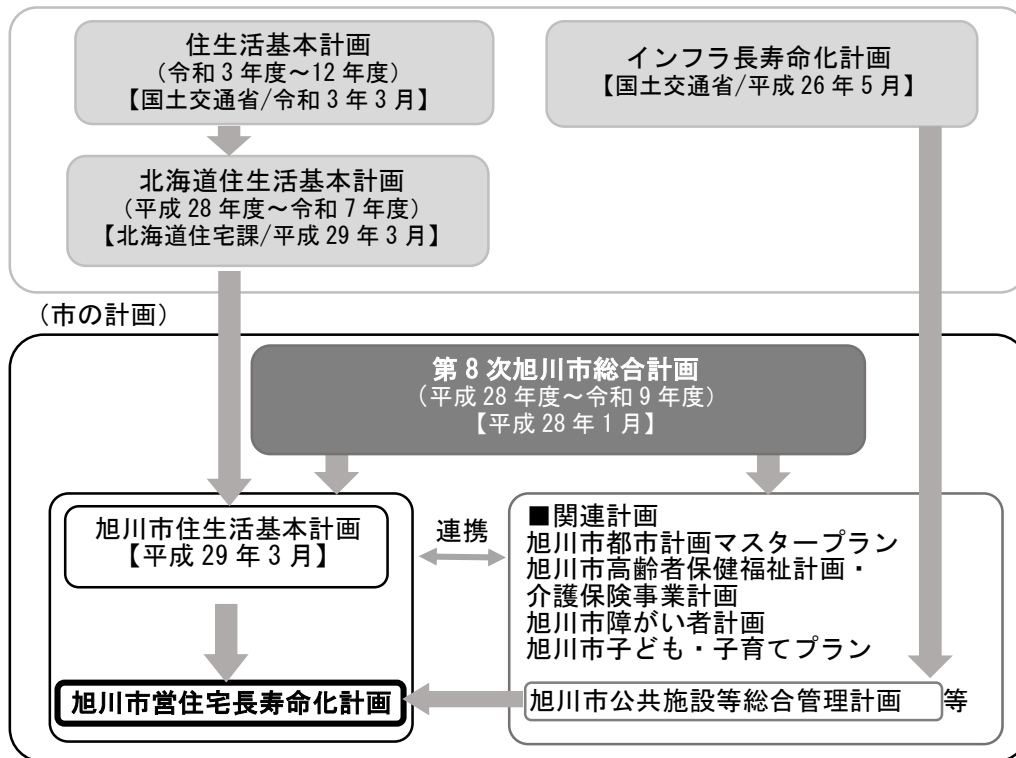 住生活基本計画
（令和3年度～12年度）
【国土交通省/令和3年3月】
インフラ長寿命化計画
【国土交通省/平成26年5月】
北海道住生活基本計画
（平成28年度～令和7年度）
【北海道住宅課/平成29年3月】
（市の計画）
第8次旭川市総合計画
（平成28年度～令和9年度）
【平成28年1月】
旭川市住生活基本計画
【平成29年3月】
連携
■関連計画
旭川市都市計画マスタープラン
旭川市高齢者保健福祉計画・
介護保険事業計画
旭川市障がい者計画
旭川市子ども・子育てプラン
旭川市営住宅長寿命化計画
旭川市公共施設等総合管理計画 等